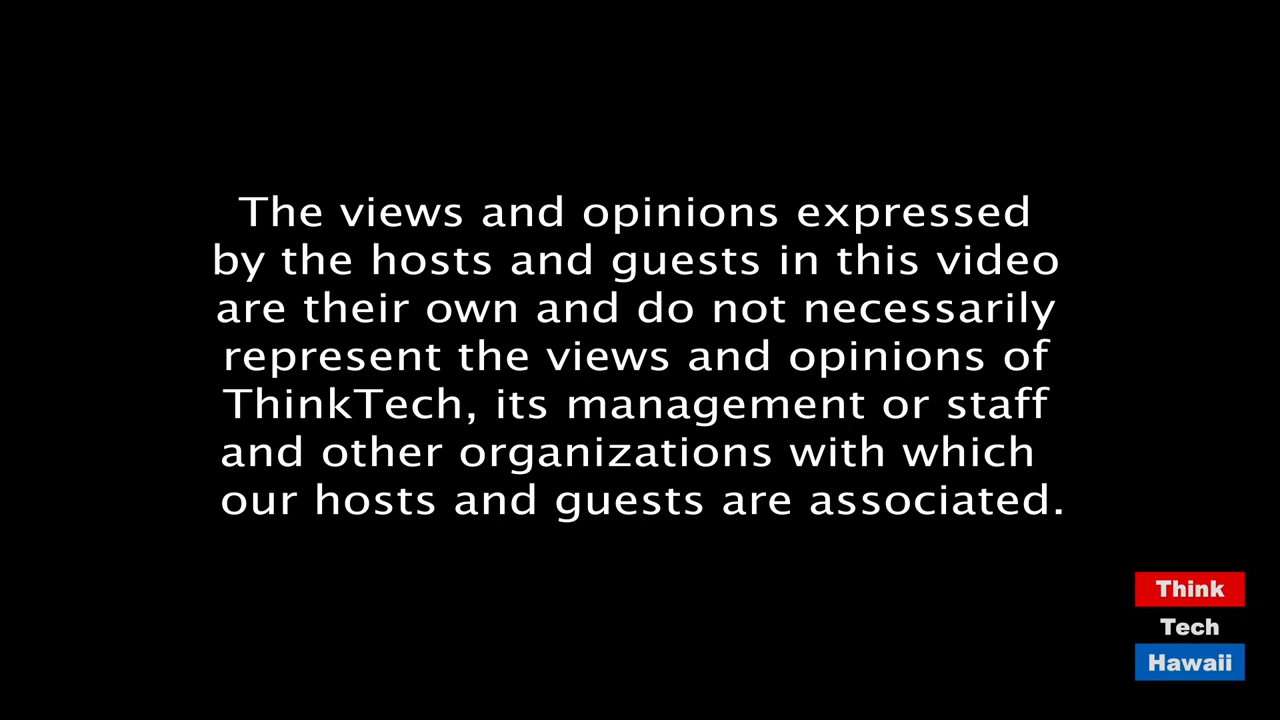 The views and opinions expressed
by the hosts and guests in this video
are their own and do not necessarily
represent the views and opinions of
ThinkTech, its management or staff
and other organizations with which
our hosts and guests are associated.
Think
Tech
Hawaii